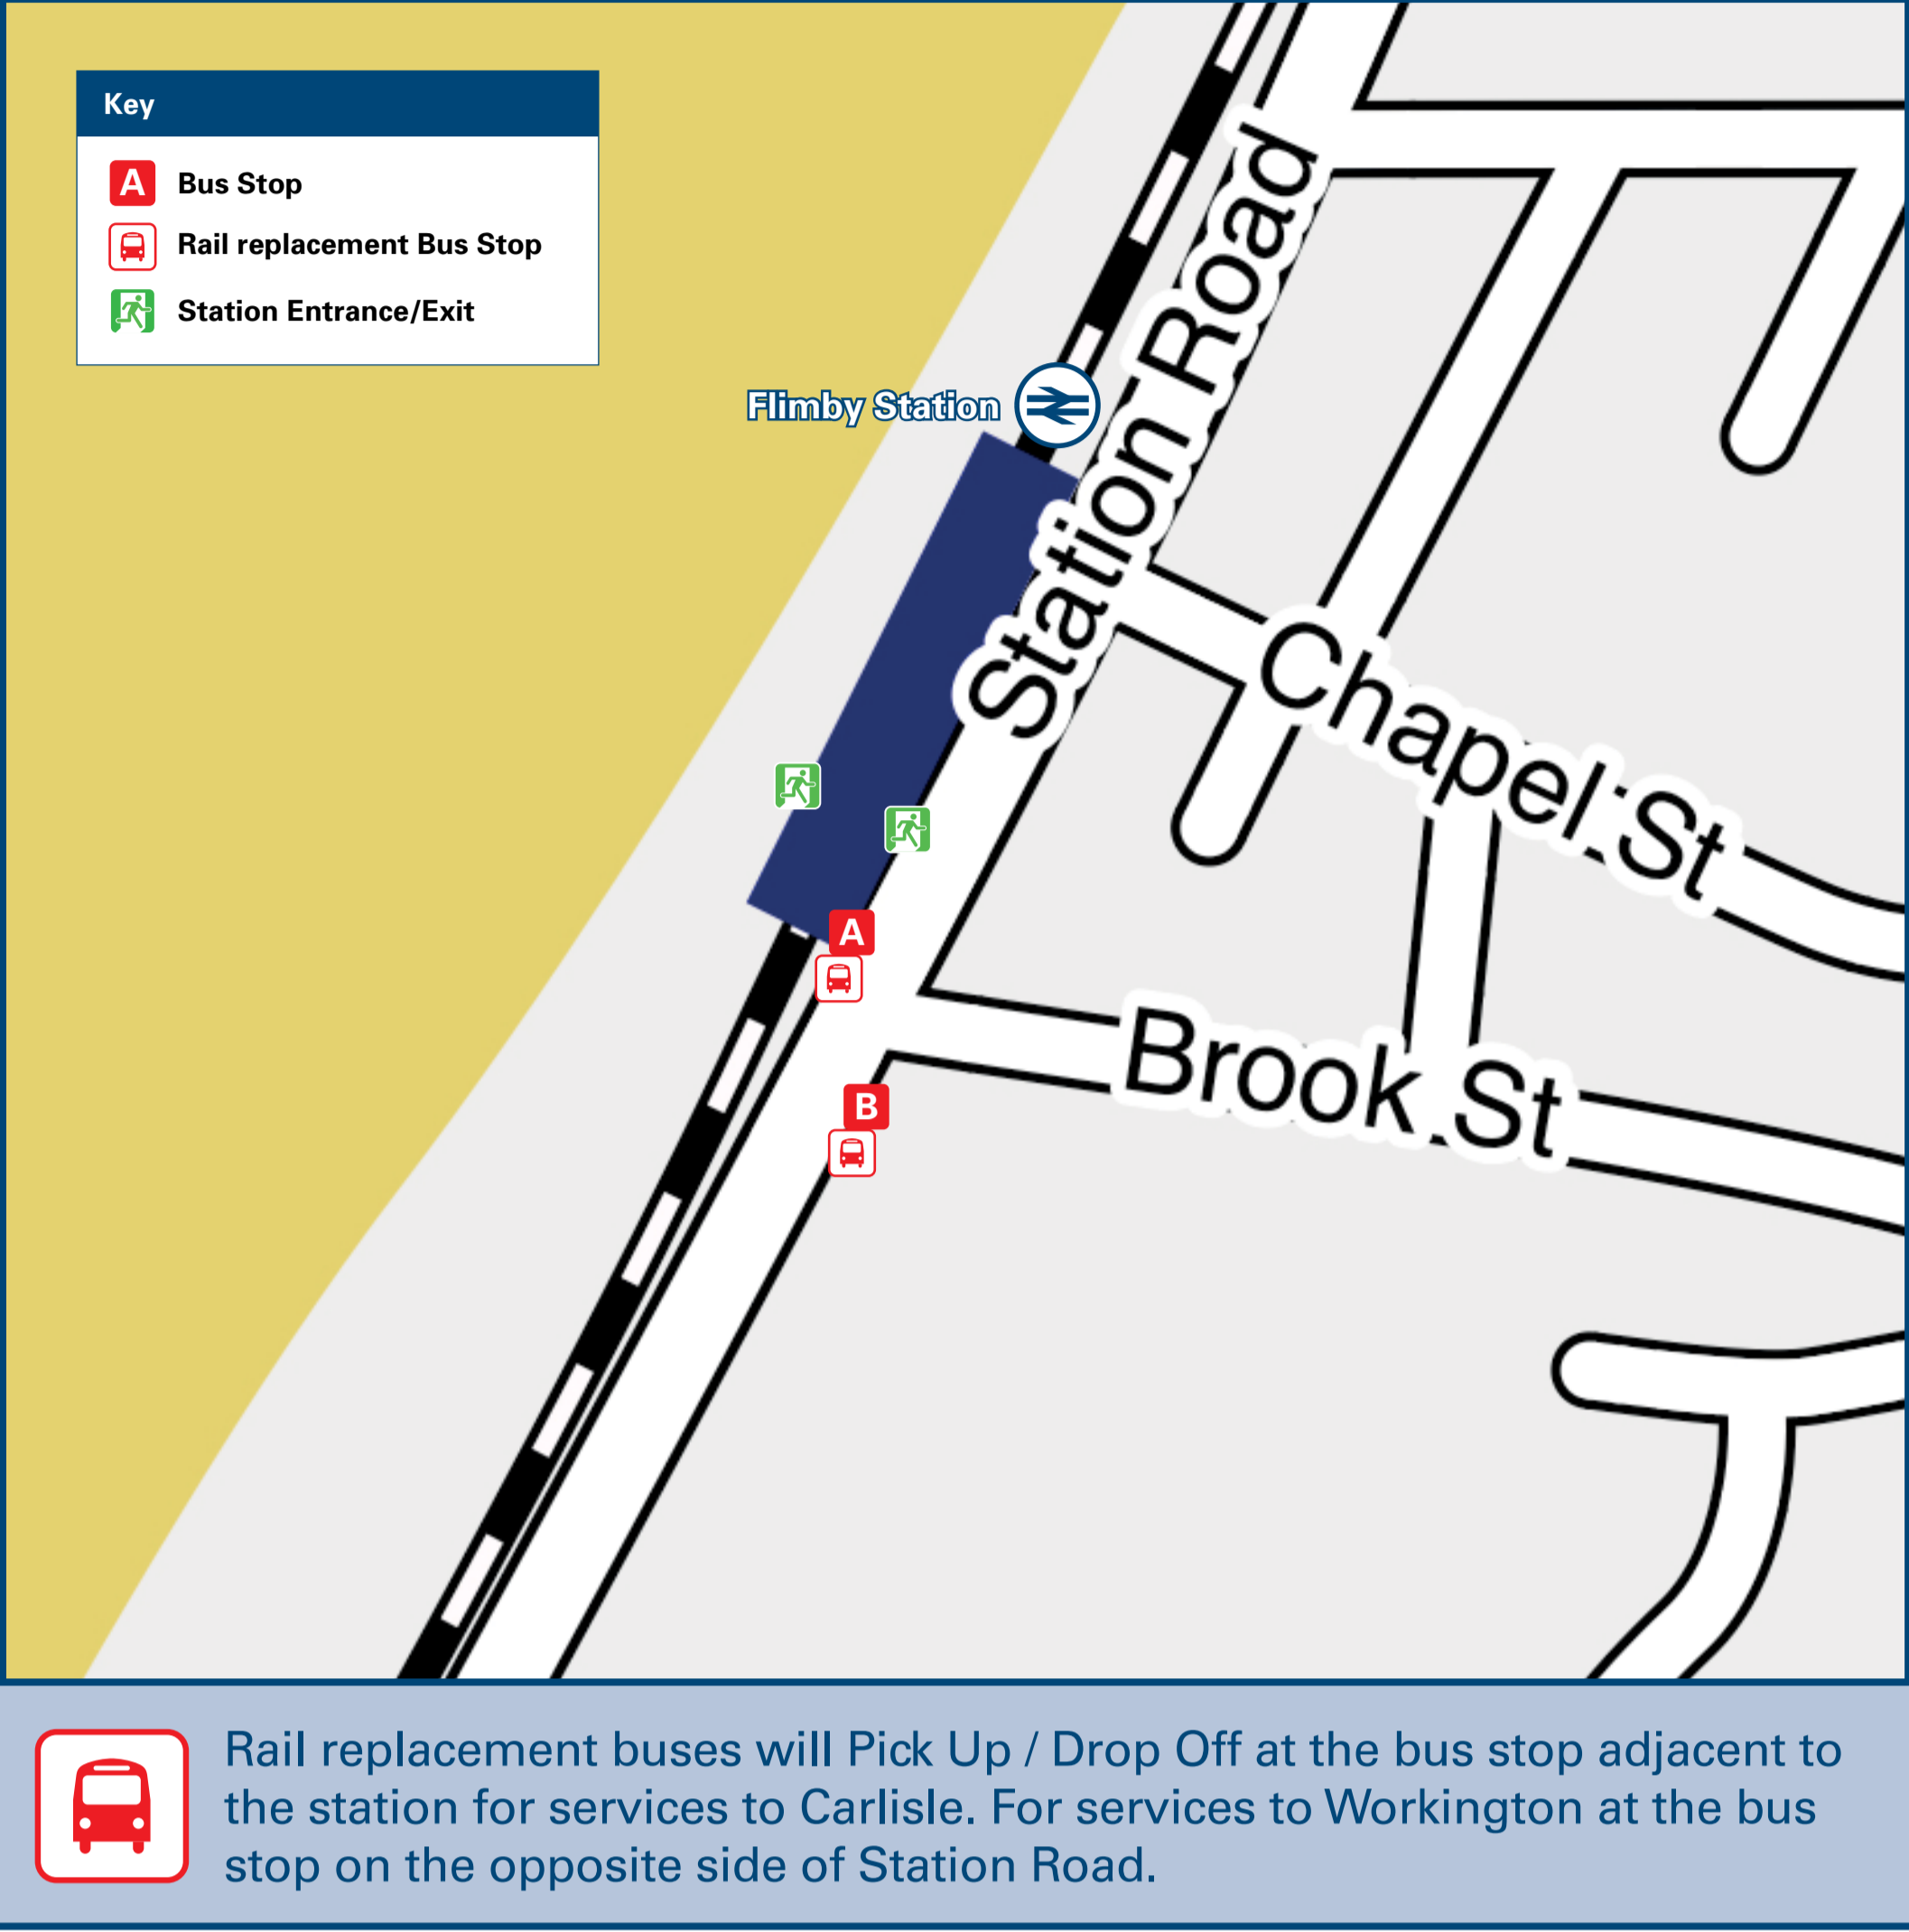 Key
A Bus Stop
Rail replacement Bus Stop
Station Entrance/Exit
Flimby Station
Station Road
Chapel St
A
Brook St
B
Rail replacement buses will Pick Up / Drop Off at the bus stop adjacent to
the station for services to Carlisle. For services to Workington at the bus
stop on the opposite side of Station Road.